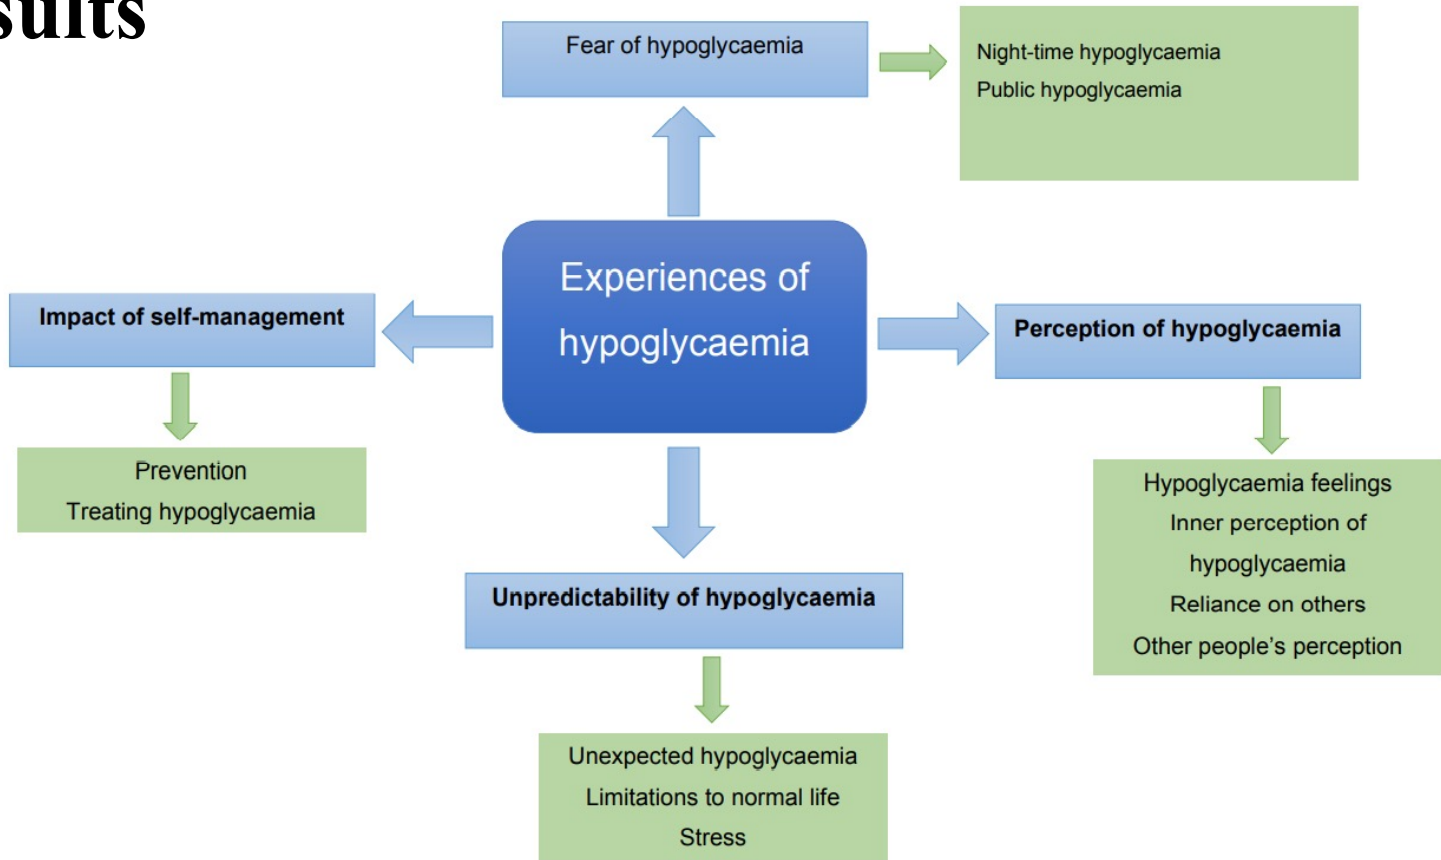 sults
Fear of hypoglycaemia
Night-time hypoglycaemia
Public hypoglycaemia
Experiences of
hypoglycaemia
Impact of self-management
Perception of hypoglycaemia
Prevention
Treating hypoglycaemia
Hypoglycaemia feelings
Inner perception of
hypoglycaemia
Reliance on others
Other people’s perception
Unpredictability of hypoglycaemia
Unexpected hypoglycaemia
Limitations to normal life
Stress